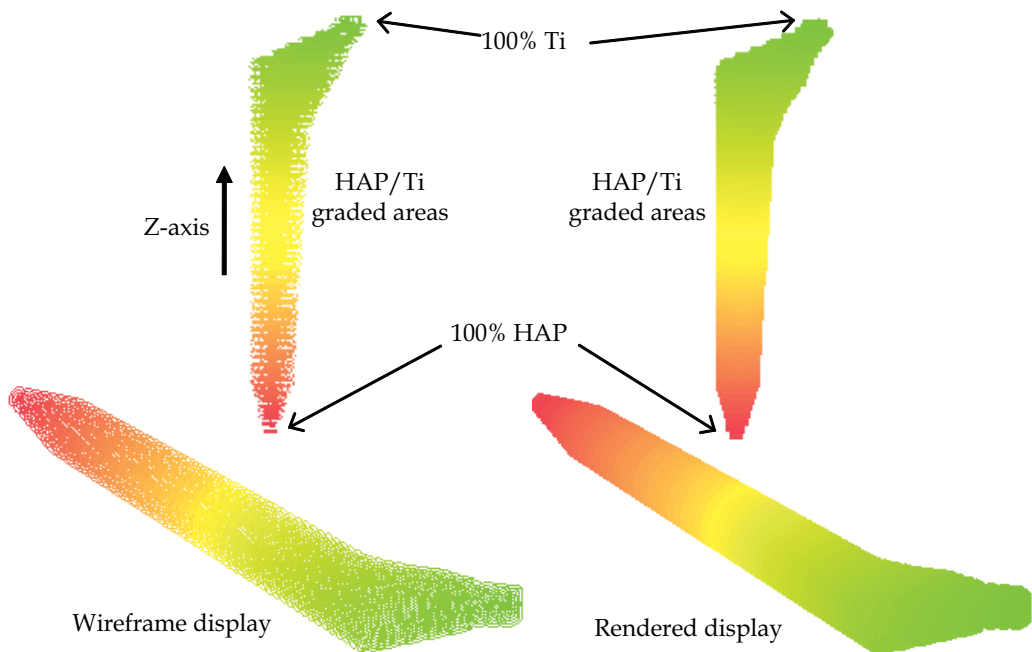 100% Ti
HAP/Ti
graded areas
HAP/Ti
graded areas
Z-axis
100% HAP
Wireframe display
Rendered display